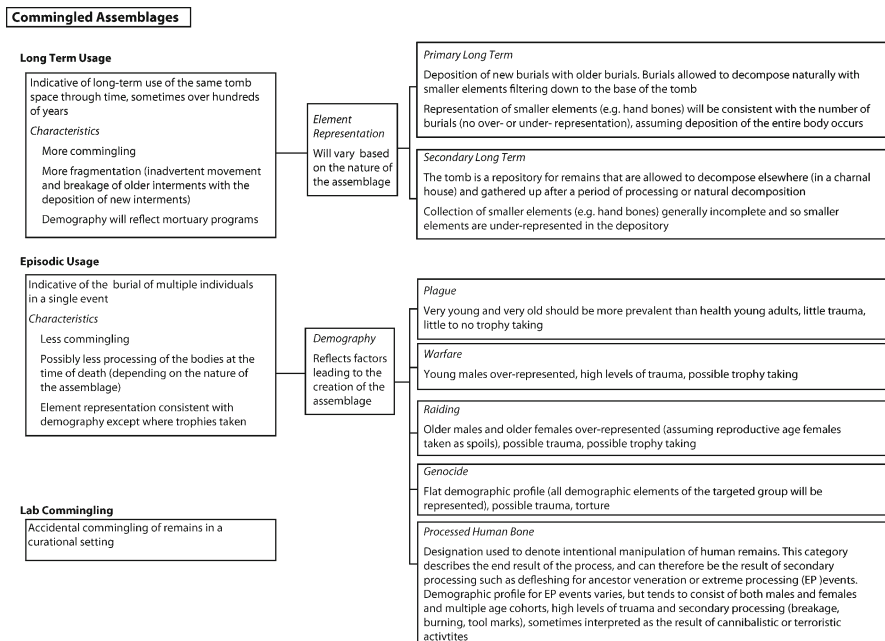 Commingled Assemblages
Long Term Usage
Indicative of long-term use of the same tomb
space through time, sometimes over hundreds
of years
Characteristics
More commingling
More fragmentation (inadvertent movement
and breakage of older interments with the
deposition of new interments)
Demography will reflect mortuary programs
Element
Representation
Will vary based
on the nature of
the assemblage
Primary Long Term
Deposition of new burials with older burials. Burials allowed to decompose naturally with
smaller elements filtering down to the base of the tomb
Representation of smaller elements (e.g. hand bones) will be consistent with the number of
burials (no over- or under- representation), assuming deposition of the entire body occurs
Secondary Long Term
The tomb is a repository for remains that are allowed to decompose elsewhere (in a charnal
house) and gathered up after a period of processing or natural decomposition
Collection of smaller elements (e.g. hand bones) generally incomplete and so smaller
elements are under-represented in the depository
Episodic Usage
Indicative of the burial of multiple individuals
in a single event
Characteristics
Less commingling
Possibly less processing of the bodies at the
time of death (depending on the nature of
the assemblage)
Element representation consistent with
demography except where trophies taken
Demography
Reflects factors
leading to the
creation of the
assemblage
Plague
Very young and very old should be more prevalent than health young adults, little trauma,
little to no trophy taking
Warfare
Young males over-represented, high levels of trauma, possible trophy taking
Raiding
Older males and older females over-represented (assuming reproductive age females
taken as spoils), possible trauma, possible trophy taking
Genocide
Flat demographic profile (all demographic elements of the targeted group will be
represented), possible trauma, torture
Processed Human Bone
Designation used to denote intentional manipulation of human remains. This category
describes the end result of the process, and can therefore be the result of secondary
processing such as defleshing for ancestor veneration or extreme processing (EP )events.
Demographic profile for EP events varies, but tends to consist of both males and females
and multiple age cohorts, high levels of truama and secondary processing (breakage,
burning, tool marks), sometimes interpreted as the result of cannibalistic or terroristic
activtites
Lab Commingling
Accidental commingling of remains in a
curational setting